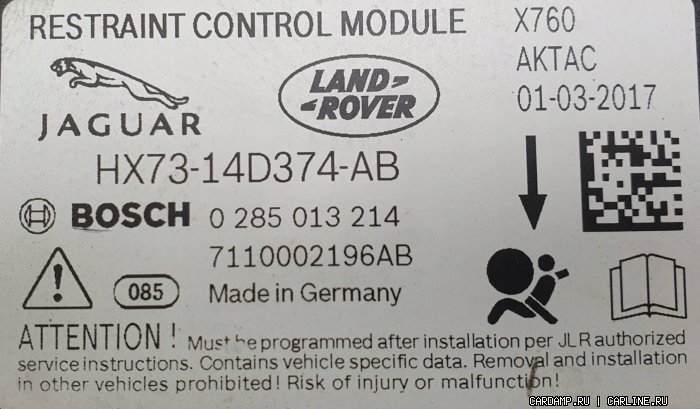 RESTRAINT CONTROL MODULE
X760
AKTAC
01-03-2017
JAGUAR
LAND
ROVER
HX73-14D374-AB
BOSCH 0 285 013 214
7110002196AB
085 Made in Germany
ATTENTION ! Must be programmed after installation per JLR authorized
service instructions. Contains vehicle specific data. Removal and installation
in other vehicles prohibited ! Risk of injury or malfunction!
CARDAMP.RU | CARLINE.RU